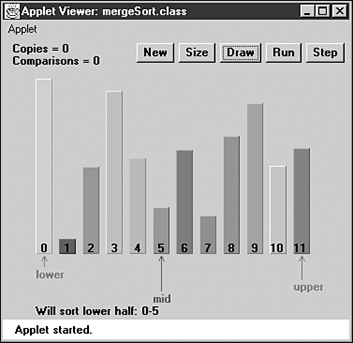 Applet Viewer: mergeSort.class
Applet
Copies = 0
Comparisons = 0
New Size Draw Run Step
0 1 2 3 4 5 6 7 8 9 10 11
lower
mid
upper
Will sort lower half: 0-5
Applet started.